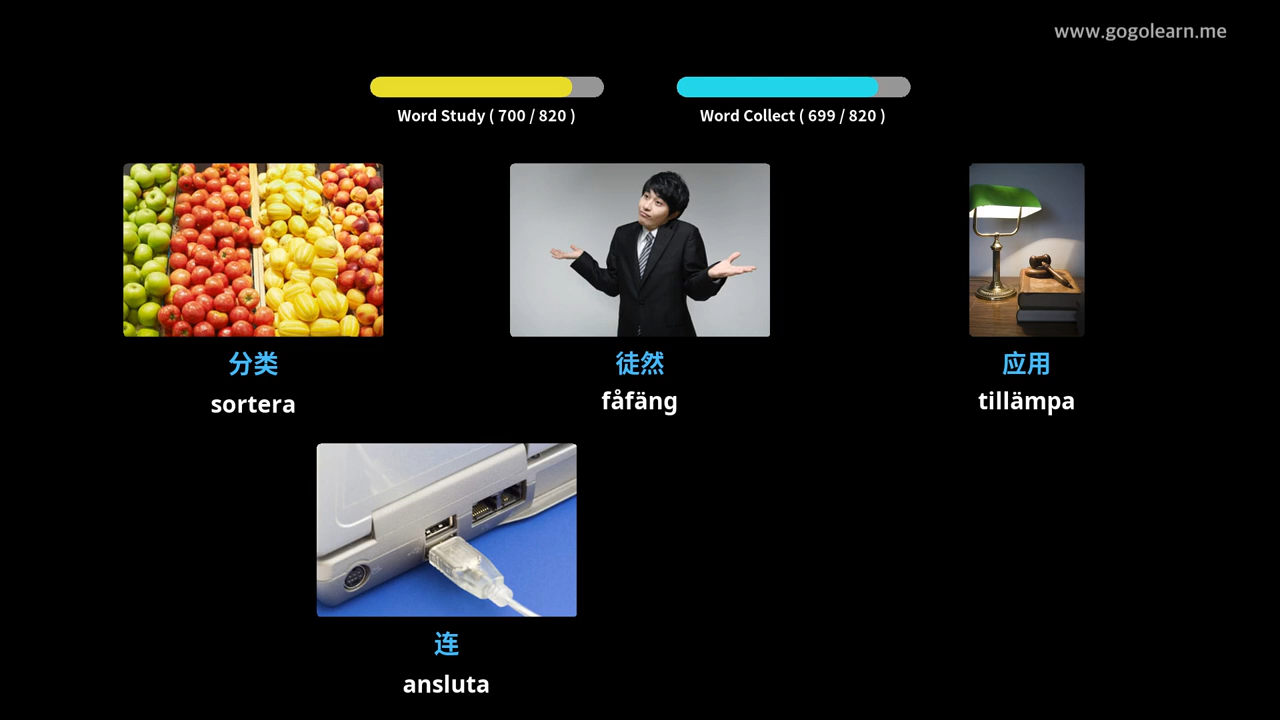 www.gogolearn.me
Word Study ( 700 / 820 )
Word Collect ( 699 / 820 )
分类
sortera
徒然
fåfäng
应用
tillämpa
连
ansluta